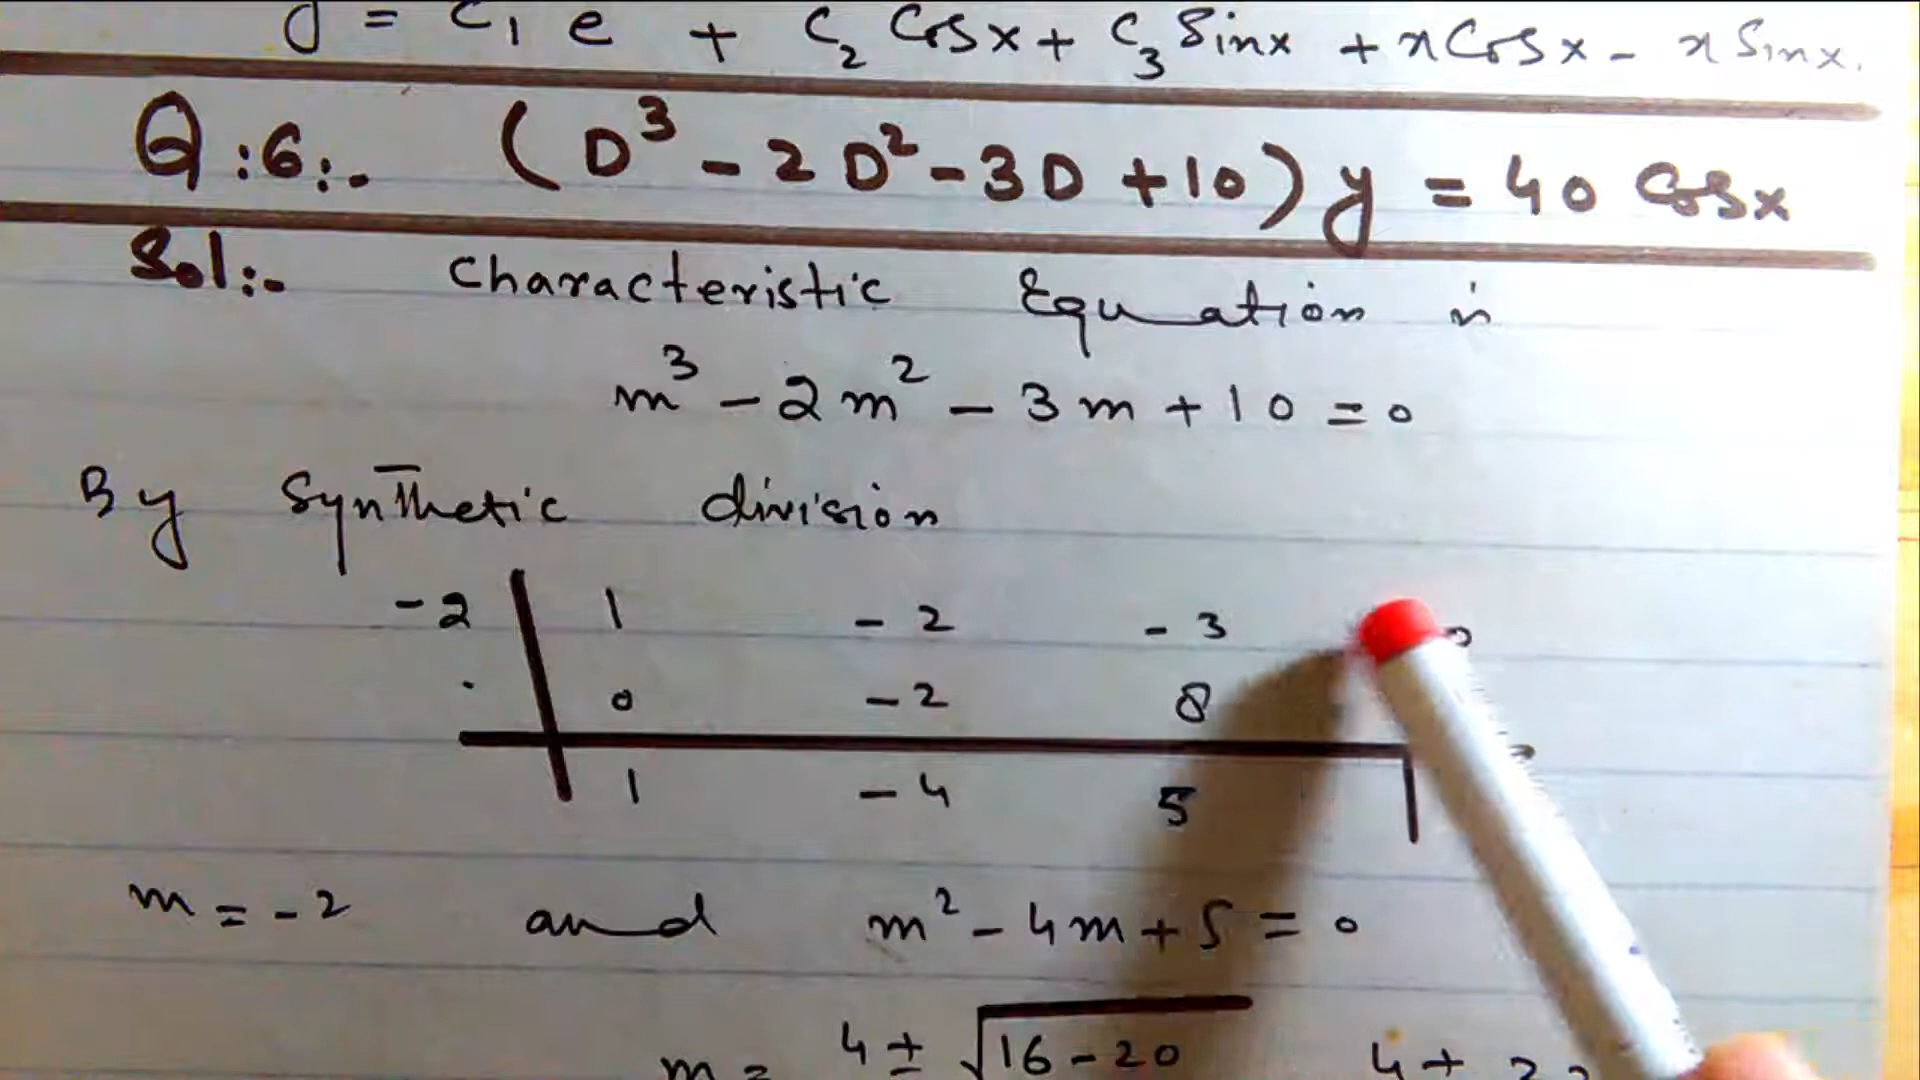 y = c₁ e + c₂ Cosx + c₃ Sinx + xCosx - x Sinx.
Q:6:- (D³ - 2D² - 3D + 10) y = 40 Cosx
Sol:- Characteristic Equation is
m³ - 2m² - 3m + 10 = 0
By Synthetic division
-2 | 1 -2 -3 0
0 -2 8
1 -4 5
m = -2 and m² - 4m + 5 = 0
m = 4 ± √16-20 4 ±